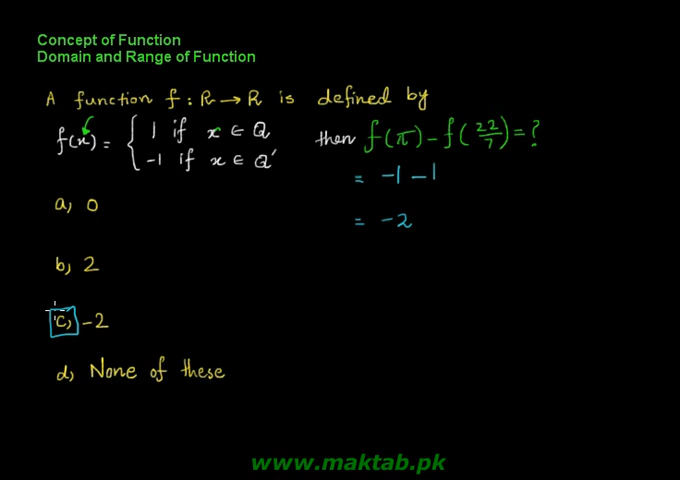 Concept of Function
Domain and Range of Function
A function f : R → R is defined by
f(x) = { 1 if x ∈ Q
-1 if x ∈ Q' then f(π) - f(22/7) = ?
= -1 - 1
a, 0
= -2
b, 2
c, -2
d, None of these
www.maktab.pk